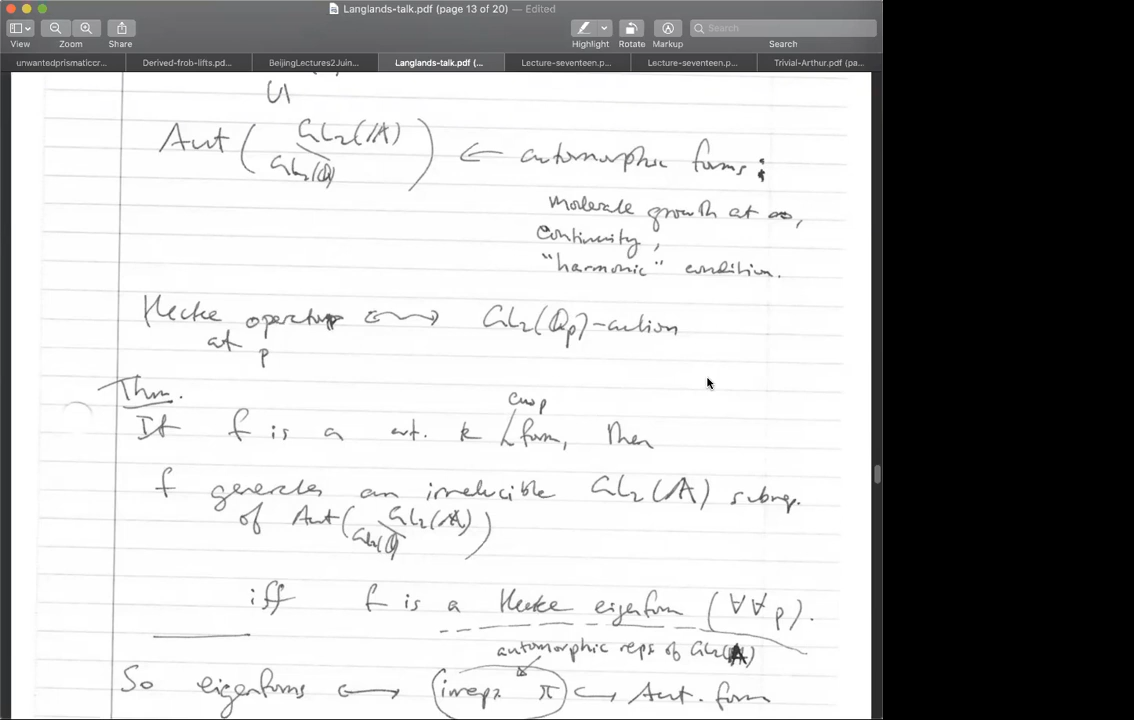 Langlands-talk.pdf (page 13 of 20) — Edited
View Zoom Share Highlight Rotate Markup Search
Search
unwantedprismaticcr... Derived-frob-lifts.pd... BeijingLectures2Juin... Langlands-talk.pdf (... Lecture-seventeen.p... Lecture-seventeen.p... Trivial-Arthur.pdf (pa...
U|
Aut ( GL₂(Q) \ GL₂(𝔸) ) ← automorphic forms:
moderate growth at ∞,
continuity,
"harmonic" condition.
Hecke operators ↔ GL₂(Qp)-action
at p
Thm.
If f is a wt. k cusp form, then
f generates an irreducible GL₂(𝔸) subrep.
of Aut( GL₂(Q) \ GL₂(𝔸) )
iff f is a Hecke eigenform (∀∀p).
automorphic reps of GL₂(𝔸)
So eigenforms ↔ irreps π ↪ Aut. form